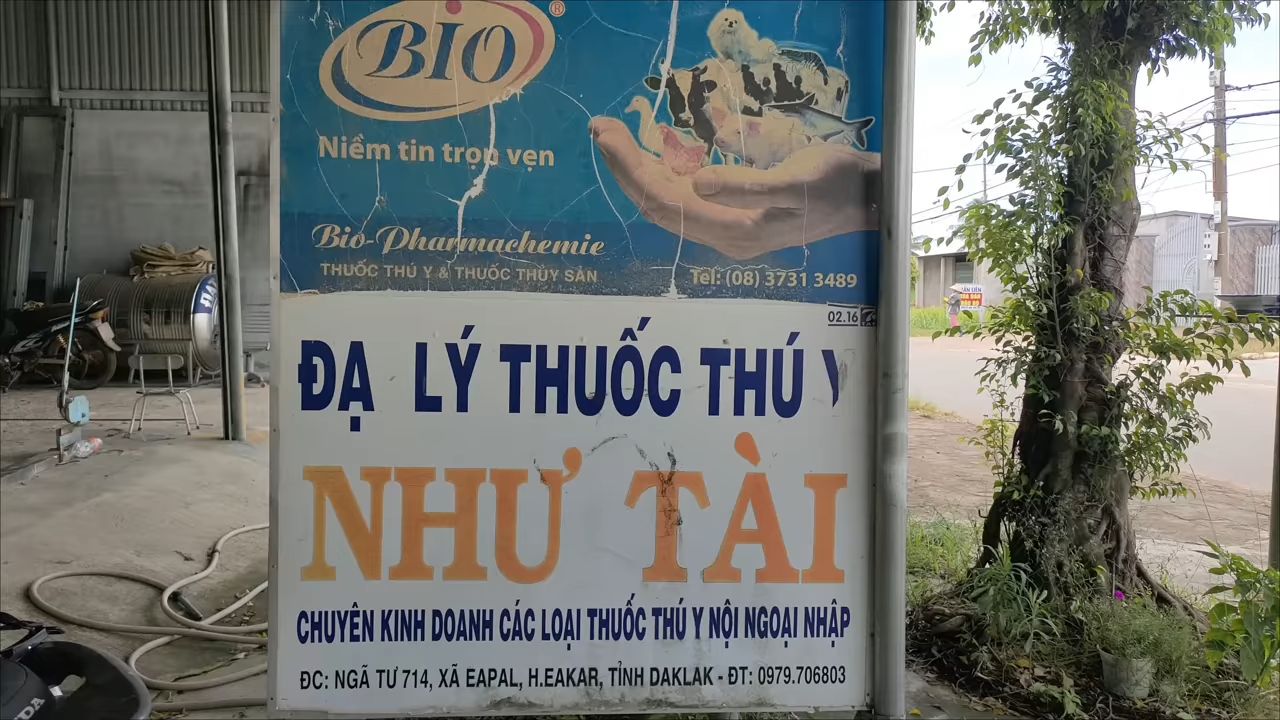 BIO®
Niềm tin trọn vẹn
Bio-Pharmachemie
THUỐC THÚ Y & THUỐC THỦY SẢN
Tel: (08) 3731 3489
02.16
ĐẠ LÝ THUỐC THÚ Y
NHƯ TÀI
CHUYÊN KINH DOANH CÁC LOẠI THUỐC THÚ Y NỘI NGOẠI NHẬP
ĐC: NGÃ TƯ 714, XÃ EAPAL, H.EAKAR, TỈNH DAKLAK - ĐT: 0979.706803